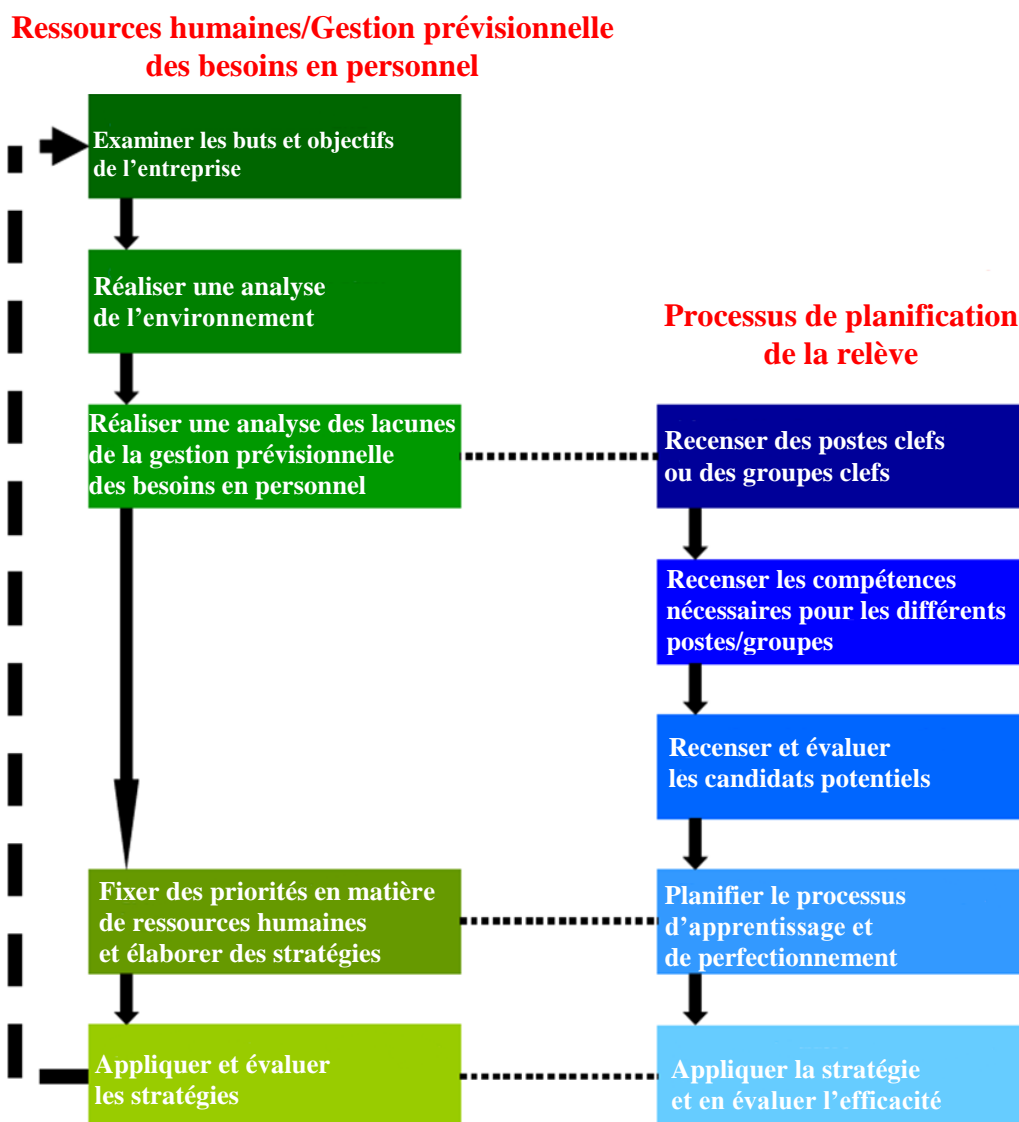 Ressources humaines/Gestion prévisionnelle
des besoins en personnel
Examiner les buts et objectifs
de l’entreprise
Réaliser une analyse
de l’environnement
Réaliser une analyse des lacunes
de la gestion prévisionnelle
des besoins en personnel
Fixer des priorités en matière
de ressources humaines
et élaborer des stratégies
Appliquer et évaluer
les stratégies
Processus de planification
de la relève
Recenser des postes clefs
ou des groupes clefs
Recenser les compétences
nécessaires pour les différents
postes/groupes
Recenser et évaluer
les candidats potentiels
Planifier le processus
d’apprentissage et
de perfectionnement
Appliquer la stratégie
et en évaluer l’efficacité